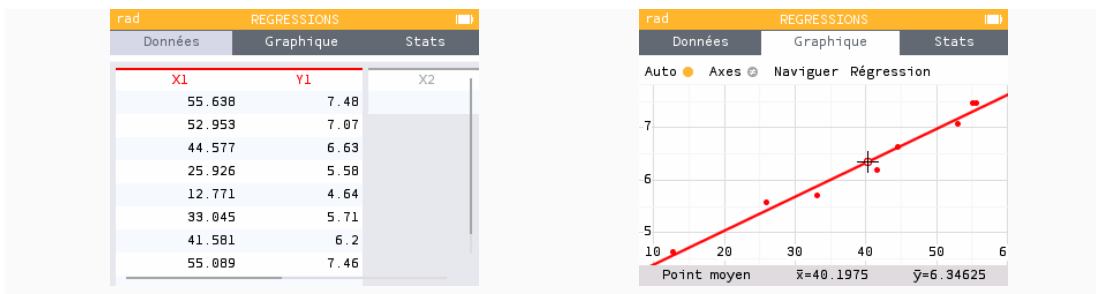 rad REGRESSIONS
Données Graphique Stats
X1 Y1 X2
55.638 7.48
52.953 7.07
44.577 6.63
25.926 5.58
12.771 4.64
33.045 5.71
41.581 6.2
55.089 7.46
rad REGRESSIONS
Données Graphique Stats
Auto Axes Naviguer Régression
7
6
5
10 20 30 40 50 6
Point moyen x̄=40.1975 ȳ=6.34625